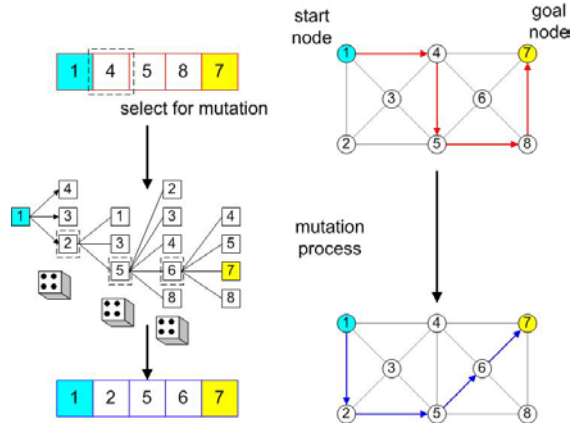 start
node
goal
node
1 4 5 8 7
select for mutation
1 4 7
3 6
2 5 8
4
1 3
2
1
3
5
2
3
4
6
8
4
5
7
8
mutation
process
1 4 7
3 6
2 5 8
1 2 5 6 7